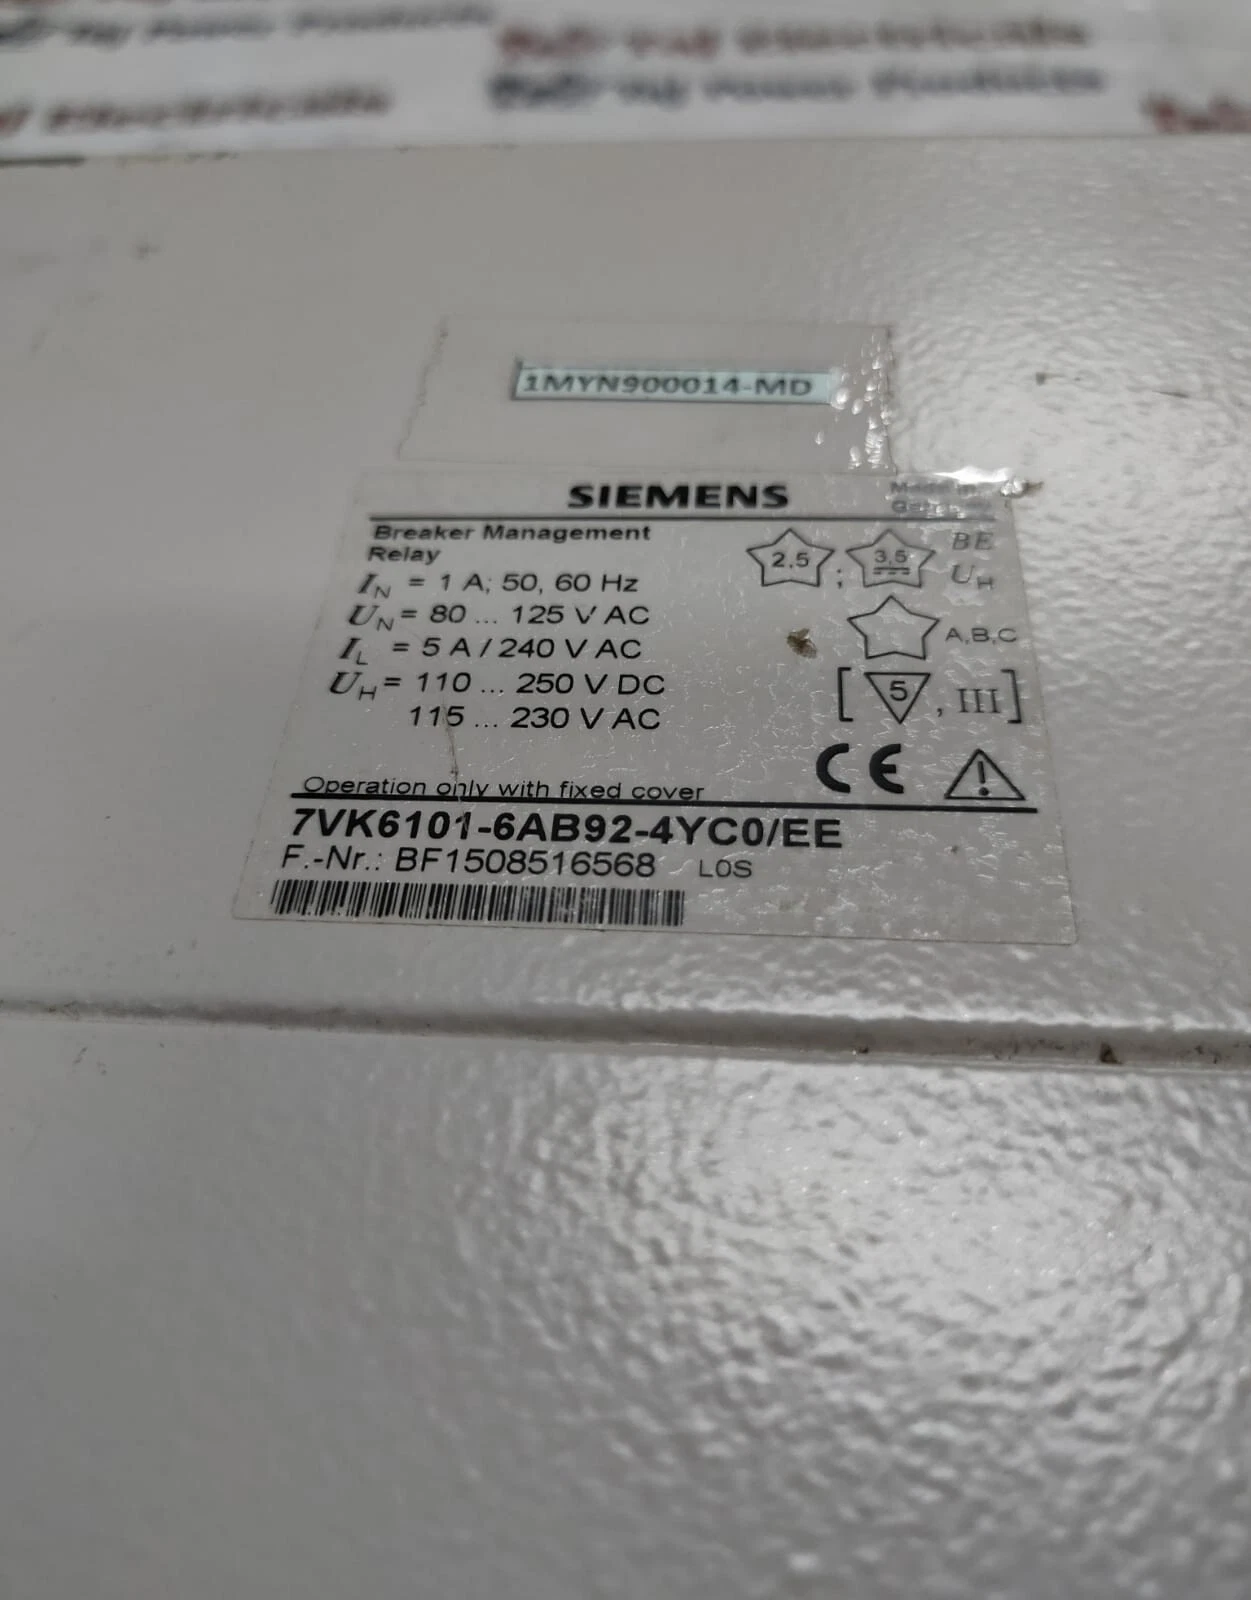 1MYN900014-MD
SIEMENS
Made in
Breaker Management
Relay
IN = 1 A; 50, 60 Hz
UN = 80 ... 125 V AC
IL = 5 A / 240 V AC
UH = 110 ... 250 V DC
115 ... 230 V AC
2,5 ; 3,5 BE
UH
A,B,C
[ 5 , III ]
CE
Operation only with fixed cover
7VK6101-6AB92-4YC0/EE
F.-Nr.: BF1508516568 L0S